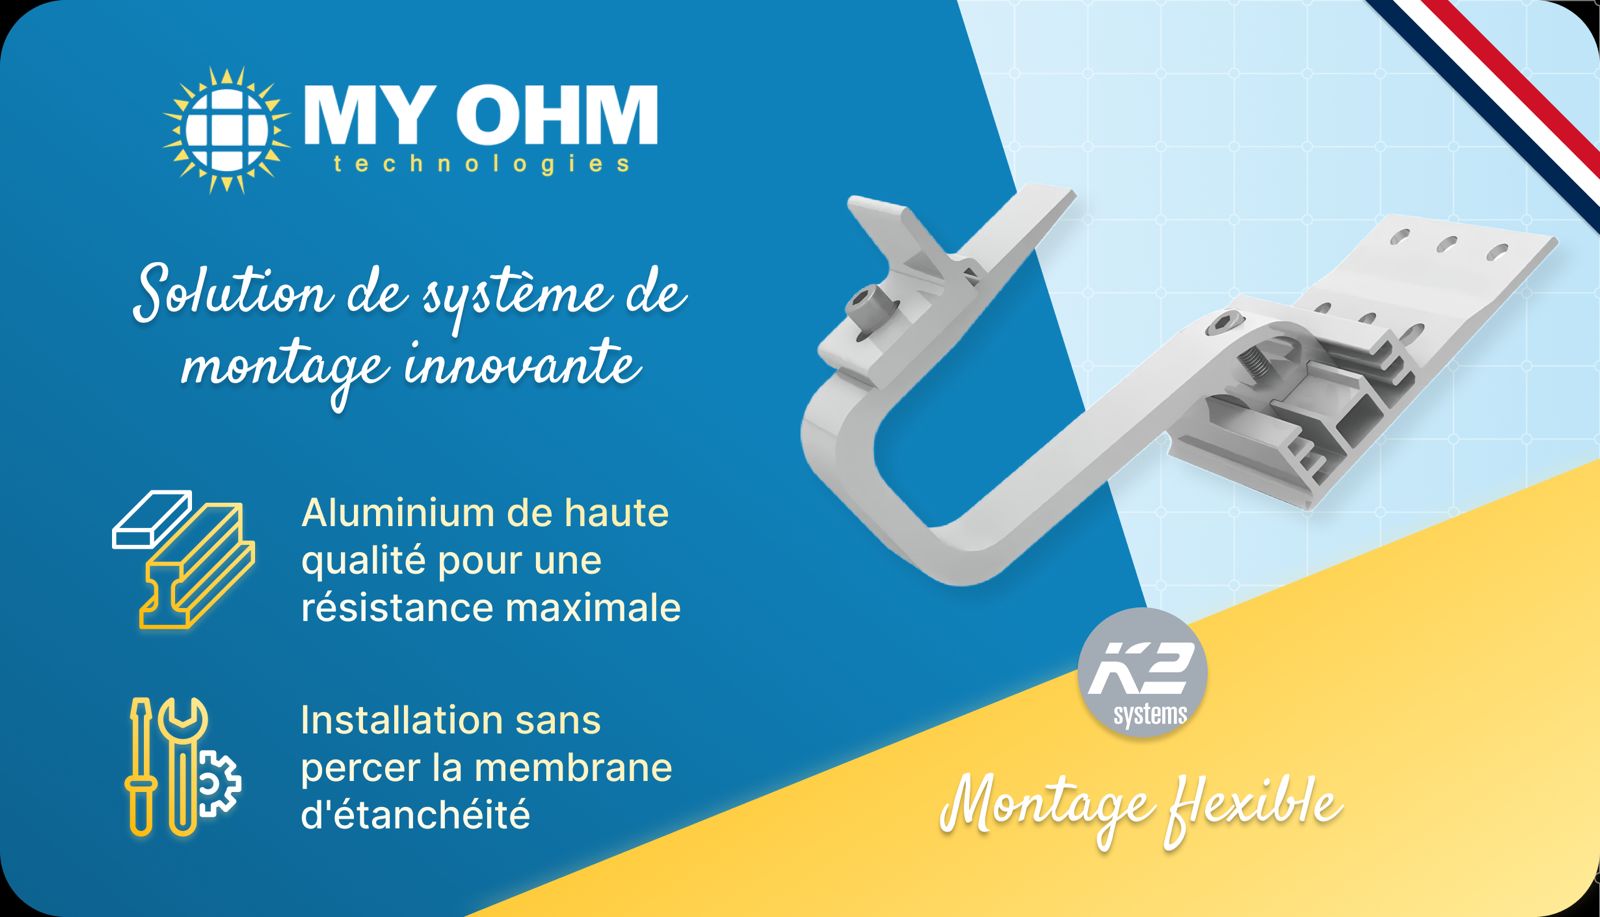 MY OHM
technologies
Solution de système de
montage innovante
Aluminium de haute
qualité pour une
résistance maximale
Installation sans
percer la membrane
d'étanchéité
K2
systems
Montage flexible